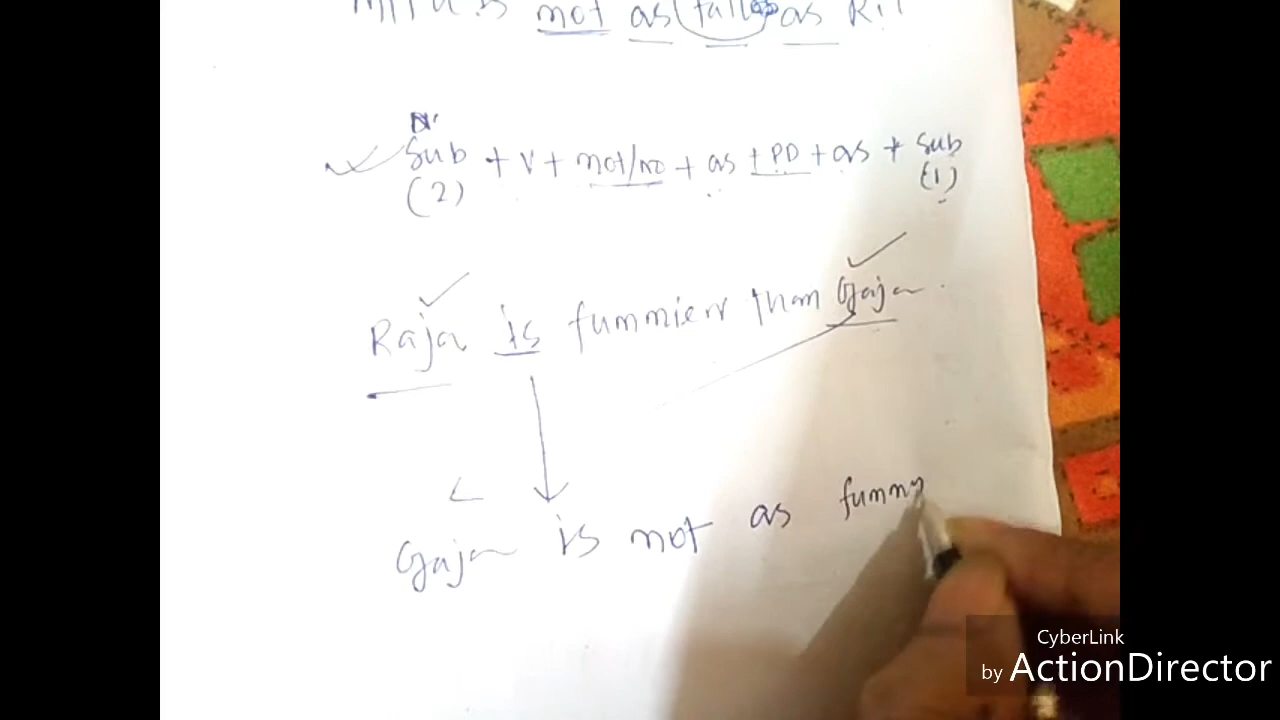 is not as tall as
Sub + V + not/no + as + PD + as + Sub
(2) (1)
Raja is funnier than Gaja.
Gaja is not as funny
CyberLink
by ActionDirector